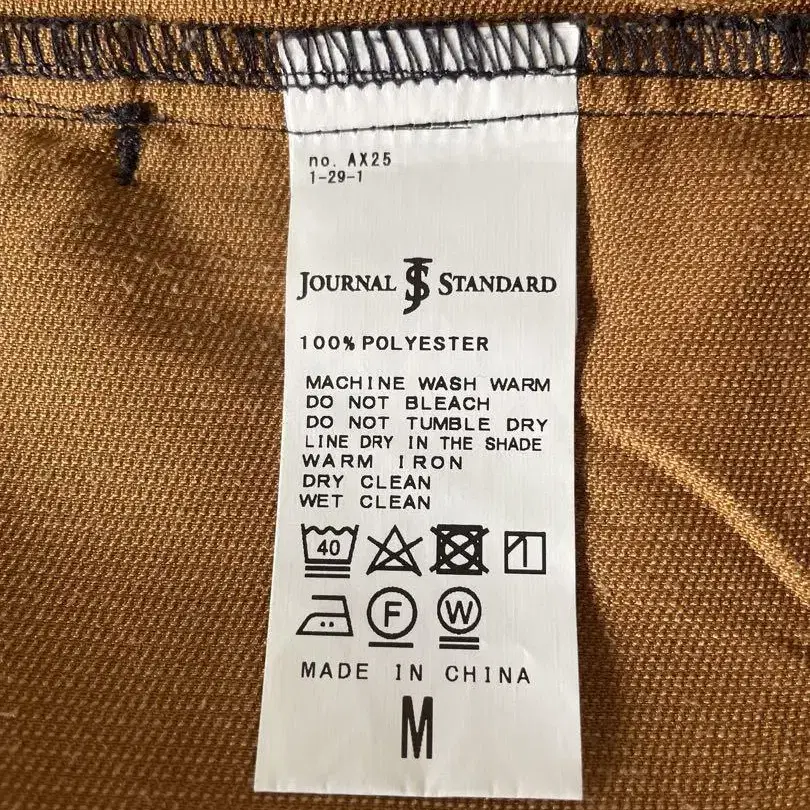 no. AX25
1-29-1
JOURNAL JS STANDARD
100% POLYESTER
MACHINE WASH WARM
DO NOT BLEACH
DO NOT TUMBLE DRY
LINE DRY IN THE SHADE
WARM IRON
DRY CLEAN
WET CLEAN
40
F W
MADE IN CHINA
M